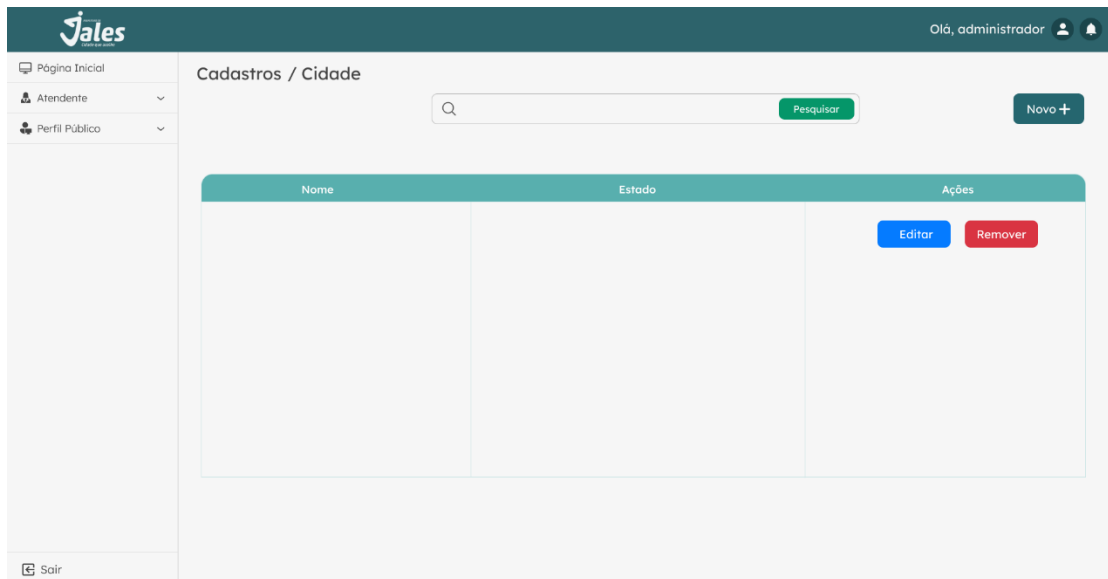 Jales
Olá, administrador
Página Inicial
Atendente
Perfil Público
Cadastros / Cidade
Pesquisar
Novo +
Nome Estado Ações
Editar Remover
Sair